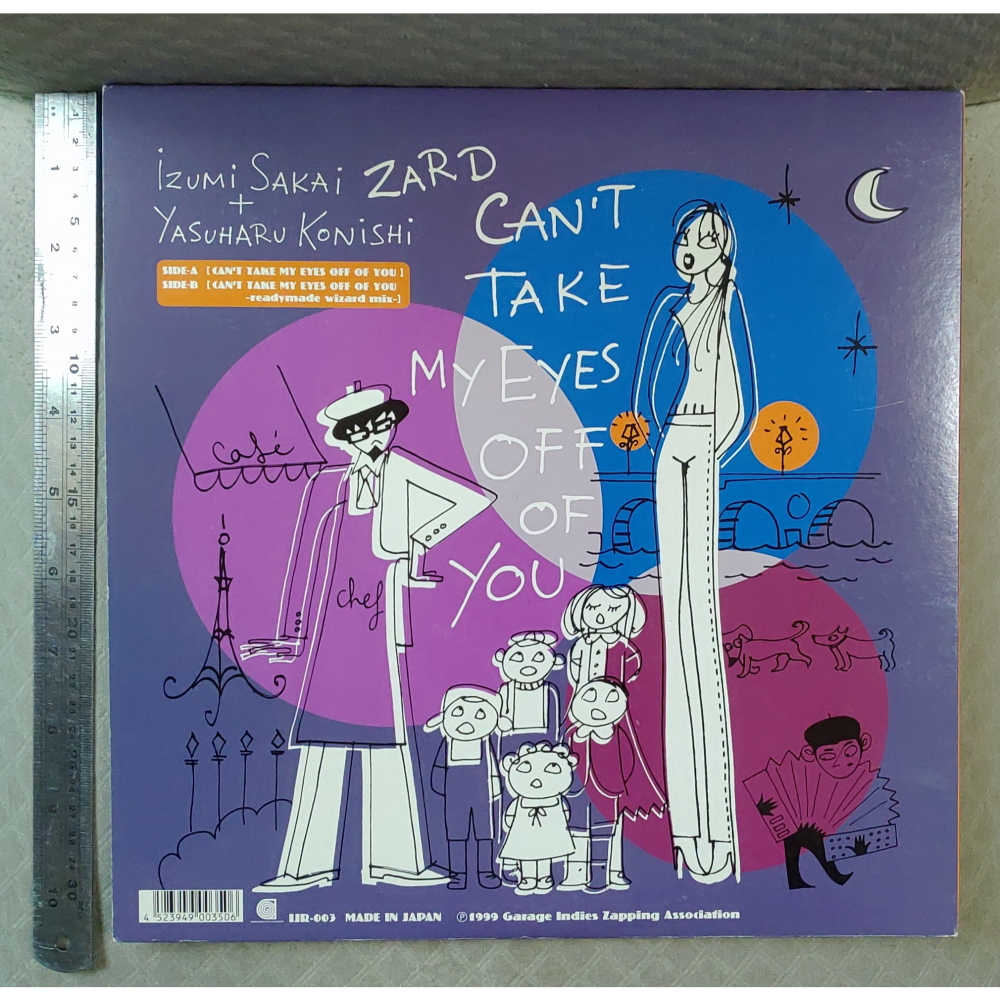 IZUMI SAKAI ZARD
+
YASUHARU KONISHI
SIDE-A [CAN'T TAKE MY EYES OFF OF YOU]
SIDE-B [CAN'T TAKE MY EYES OFF OF YOU
-readymade wizard mix-]
CAN'T
TAKE
MY EYES
OFF
OF
YOU
Café
chef
4 523949 003506
IJR-003 MADE IN JAPAN Ⓟ1999 Garage Indies Zapping Association